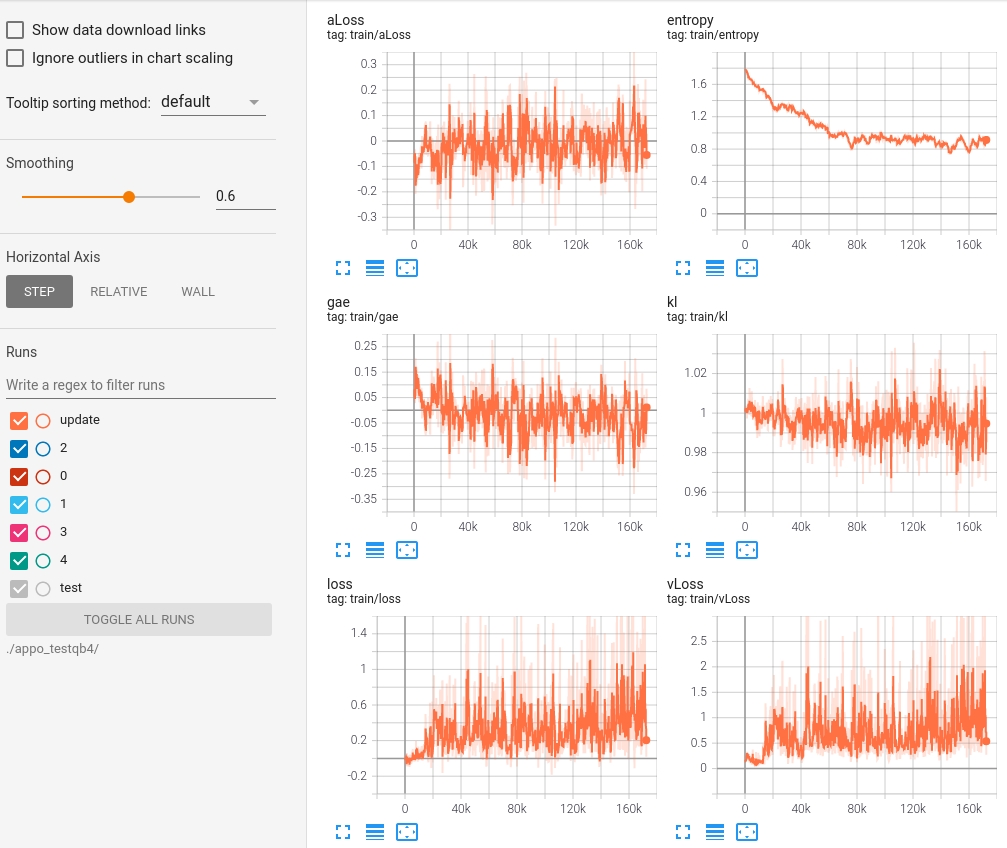 Show data download links
Ignore outliers in chart scaling
Tooltip sorting method: default
Smoothing
0.6
Horizontal Axis
STEP RELATIVE WALL
Runs
Write a regex to filter runs
update
2
0
1
3
4
test
TOGGLE ALL RUNS
./appo_testqb4/
aLoss
tag: train/aLoss
0.3
0.2
0.1
0
-0.1
-0.2
-0.3
0 40k 80k 120k 160k
entropy
tag: train/entropy
1.6
1.2
0.8
0.4
0
0 40k 80k 120k 160k
gae
tag: train/gae
0.25
0.15
0.05
-0.05
-0.15
-0.25
-0.35
0 40k 80k 120k 160k
kl
tag: train/kl
1.02
1
0.98
0.96
0 40k 80k 120k 160k
loss
tag: train/loss
1.4
1
0.6
0.2
-0.2
0 40k 80k 120k 160k
vLoss
tag: train/vLoss
2.5
2
1.5
1
0.5
0
0 40k 80k 120k 160k